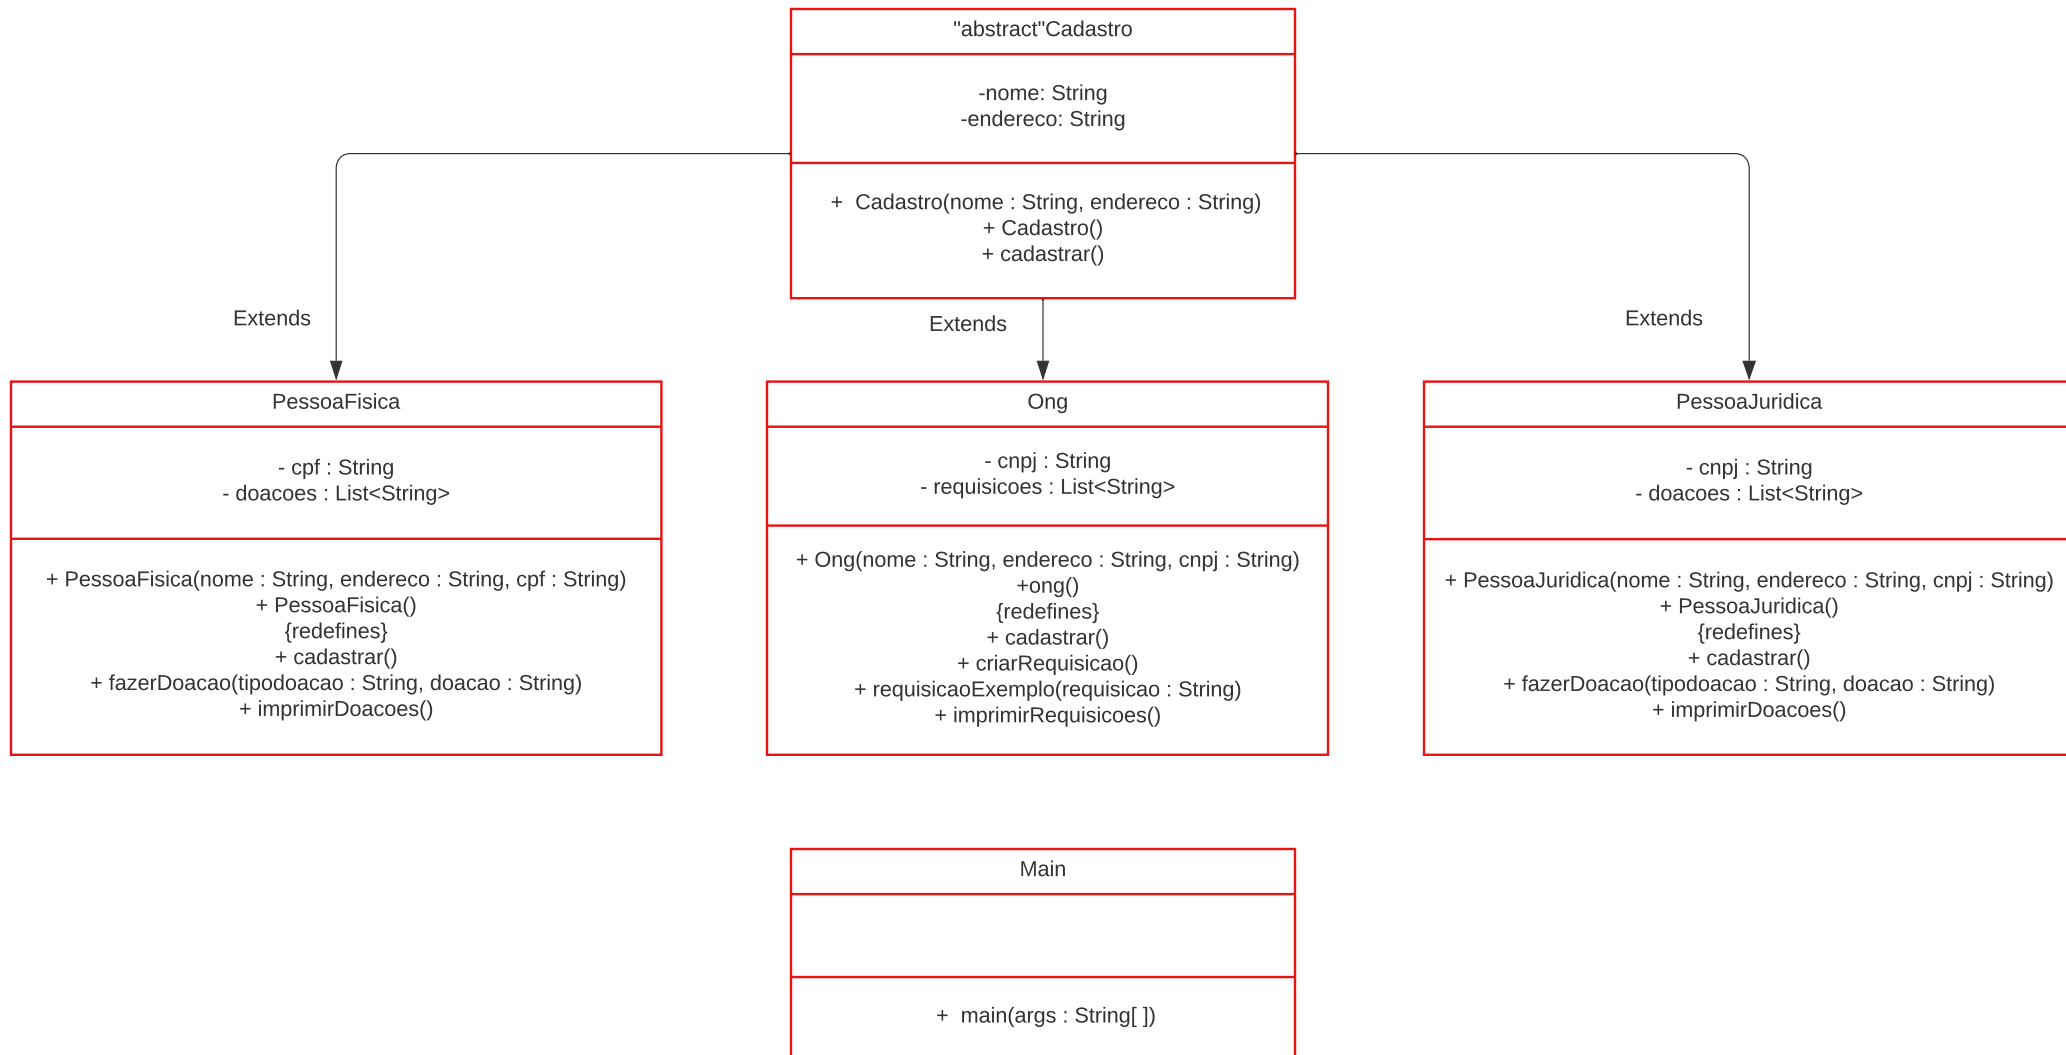 "abstract"Cadastro
-nome: String
-endereco: String
+  Cadastro(nome : String, endereco : String)
+ Cadastro()
+ cadastrar()
Extends
Extends
Extends
PessoaFisica
- cpf : String
- doacoes : List<String>
+ PessoaFisica(nome : String, endereco : String, cpf : String)
+ PessoaFisica()
{redefines}
+ cadastrar()
+ fazerDoacao(tipodoacao : String, doacao : String)
+ imprimirDoacoes()
Ong
- cnpj : String
- requisicoes : List<String>
+ Ong(nome : String, endereco : String, cnpj : String)
+ong()
{redefines}
+ cadastrar()
+ criarRequisicao()
+ requisicaoExemplo(requisicao : String)
+ imprimirRequisicoes()
PessoaJuridica
- cnpj : String
- doacoes : List<String>
+ PessoaJuridica(nome : String, endereco : String, cnpj : String)
+ PessoaJuridica()
{redefines}
+ cadastrar()
+ fazerDoacao(tipodoacao : String, doacao : String)
+ imprimirDoacoes()
Main
+  main(args : String[ ])